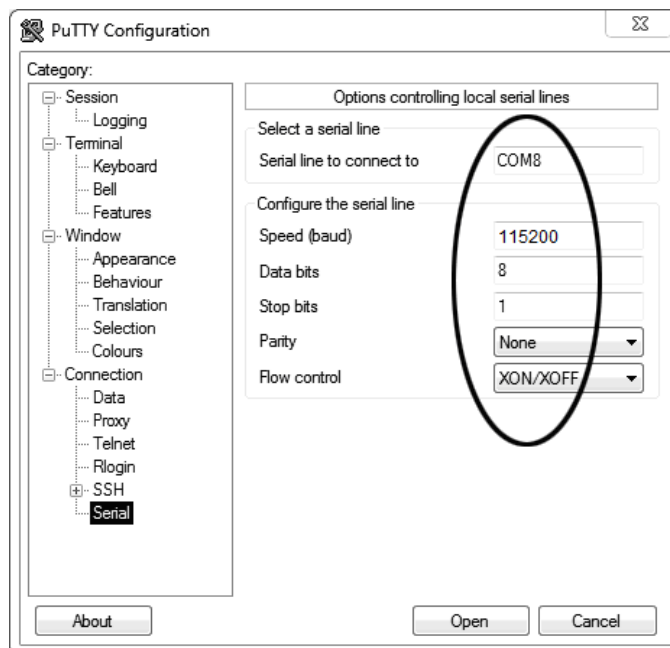 PuTTY Configuration
Category:
Session
Logging
Terminal
Keyboard
Bell
Features
Window
Appearance
Behaviour
Translation
Selection
Colours
Connection
Data
Proxy
Telnet
Rlogin
SSH
Serial
Options controlling local serial lines
Select a serial line
Serial line to connect to COM8
Configure the serial line
Speed (baud) 115200
Data bits 8
Stop bits 1
Parity None
Flow control XON/XOFF
About Open Cancel